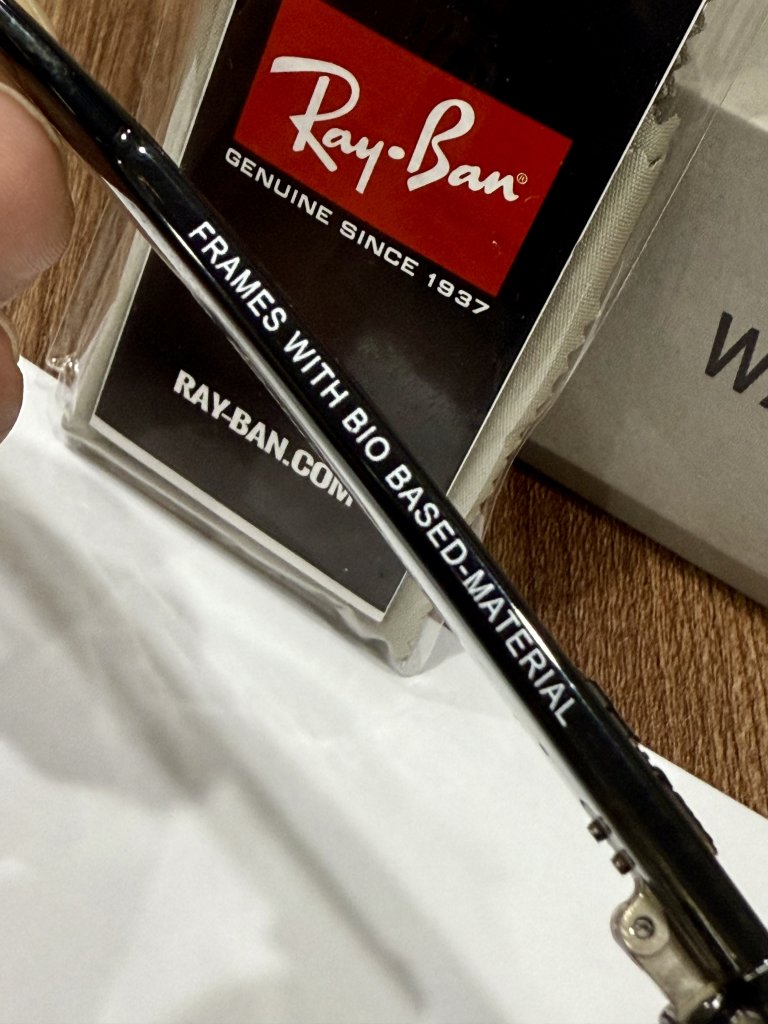 Ray-Ban®
GENUINE SINCE 1937
FRAMES WITH BIO BASED-MATERIAL
RAY-BAN.COM